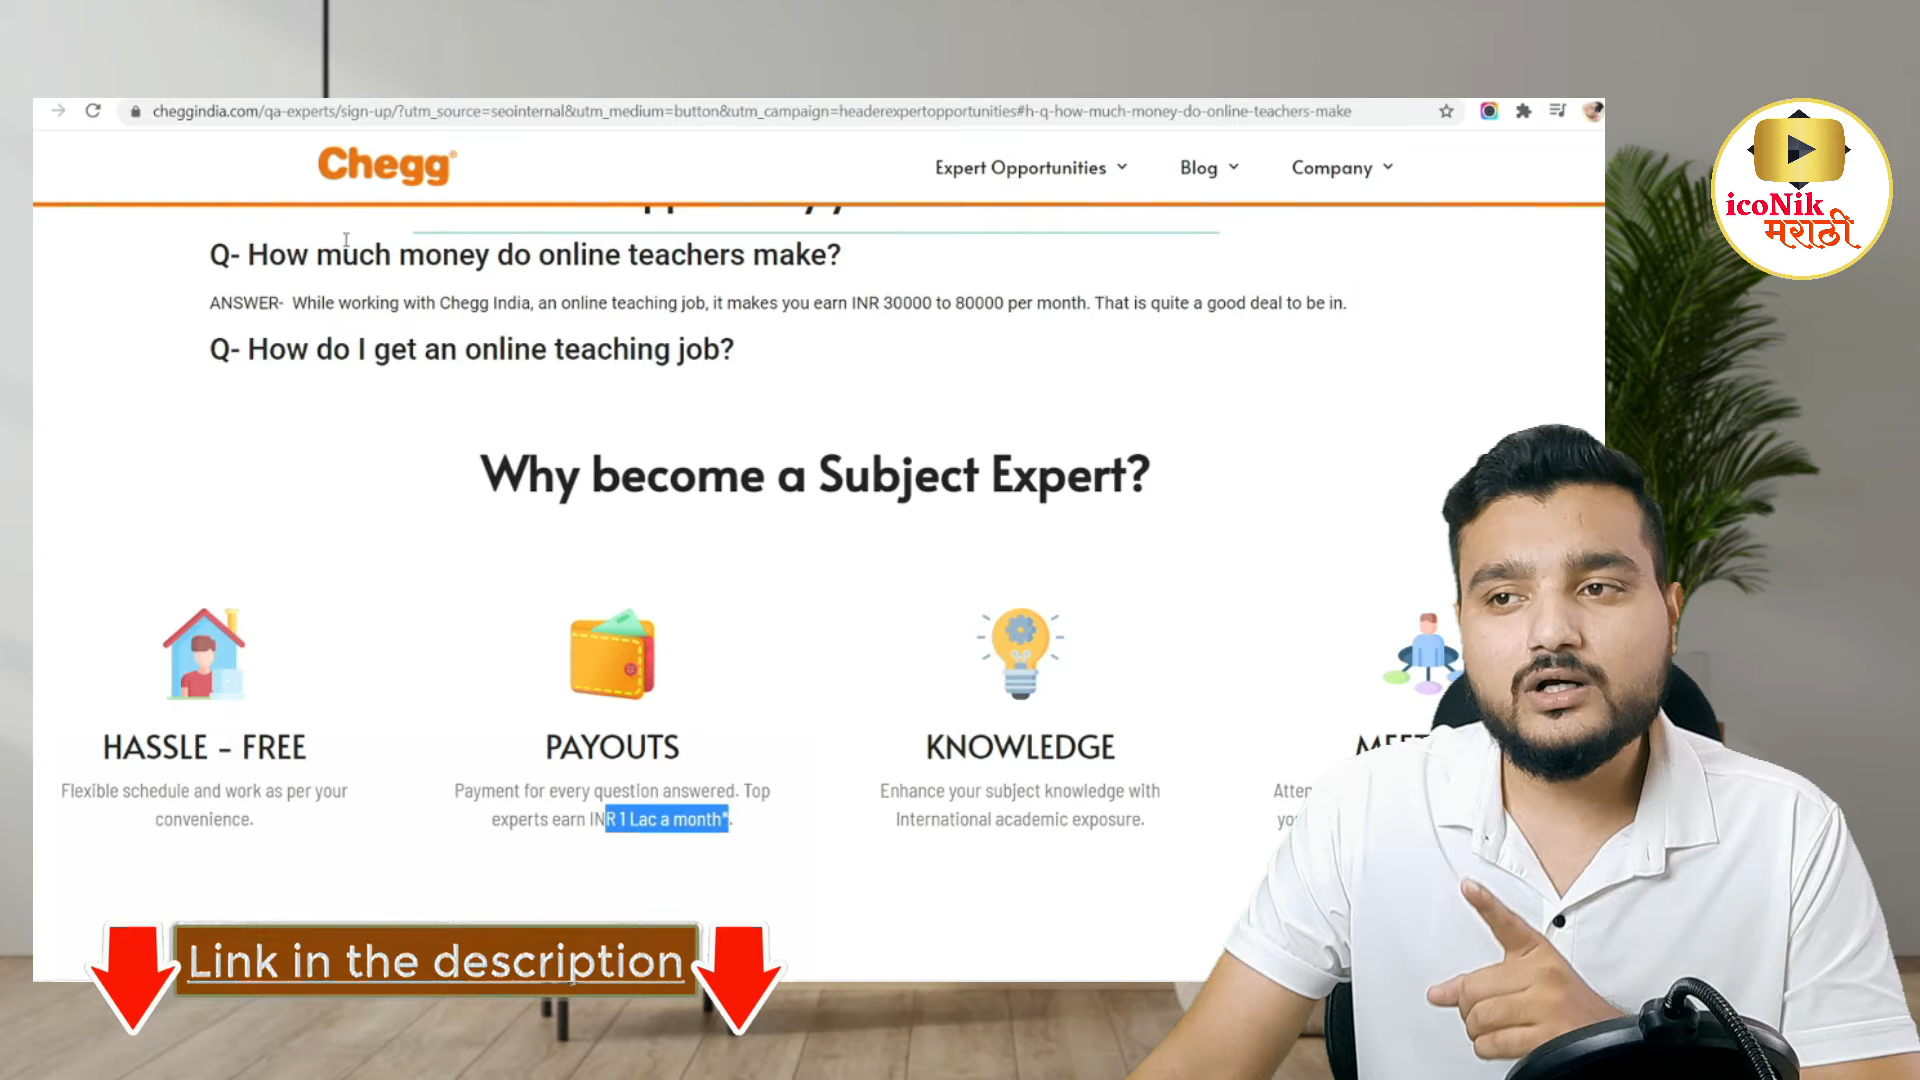 cheggindia.com/qa-experts/sign-up/?utm_source=seointernal&utm_medium=button&utm_campaign=headerexpertopportunities#h-q-how-much-money-do-online-teachers-make
Chegg®
Expert Opportunities
Blog
Company
icoNik
मराठी
Q- How much money do online teachers make?
ANSWER- While working with Chegg India, an online teaching job, it makes you earn INR 30000 to 80000 per month. That is quite a good deal to be in.
Q- How do I get an online teaching job?
Why become a Subject Expert?
HASSLE - FREE
Flexible schedule and work as per your
convenience.
PAYOUTS
Payment for every question answered. Top
experts earn INR 1 Lac a month*.
KNOWLEDGE
Enhance your subject knowledge with
International academic exposure.
Link in the description